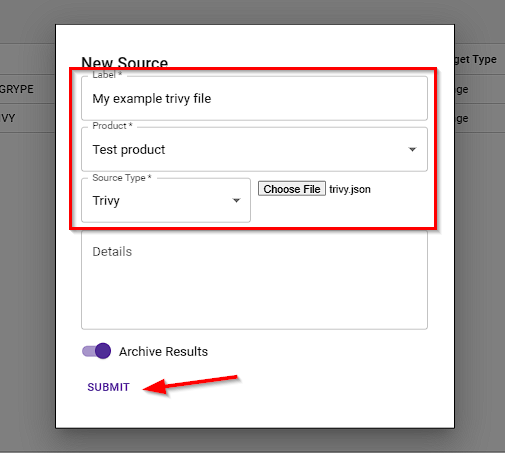 New Source
get Type
Label *
GRYPE
ge
My example trivy file
VY
ge
Product *
Test product
Source Type *
Trivy
Choose File trivy.json
Details
Archive Results
SUBMIT